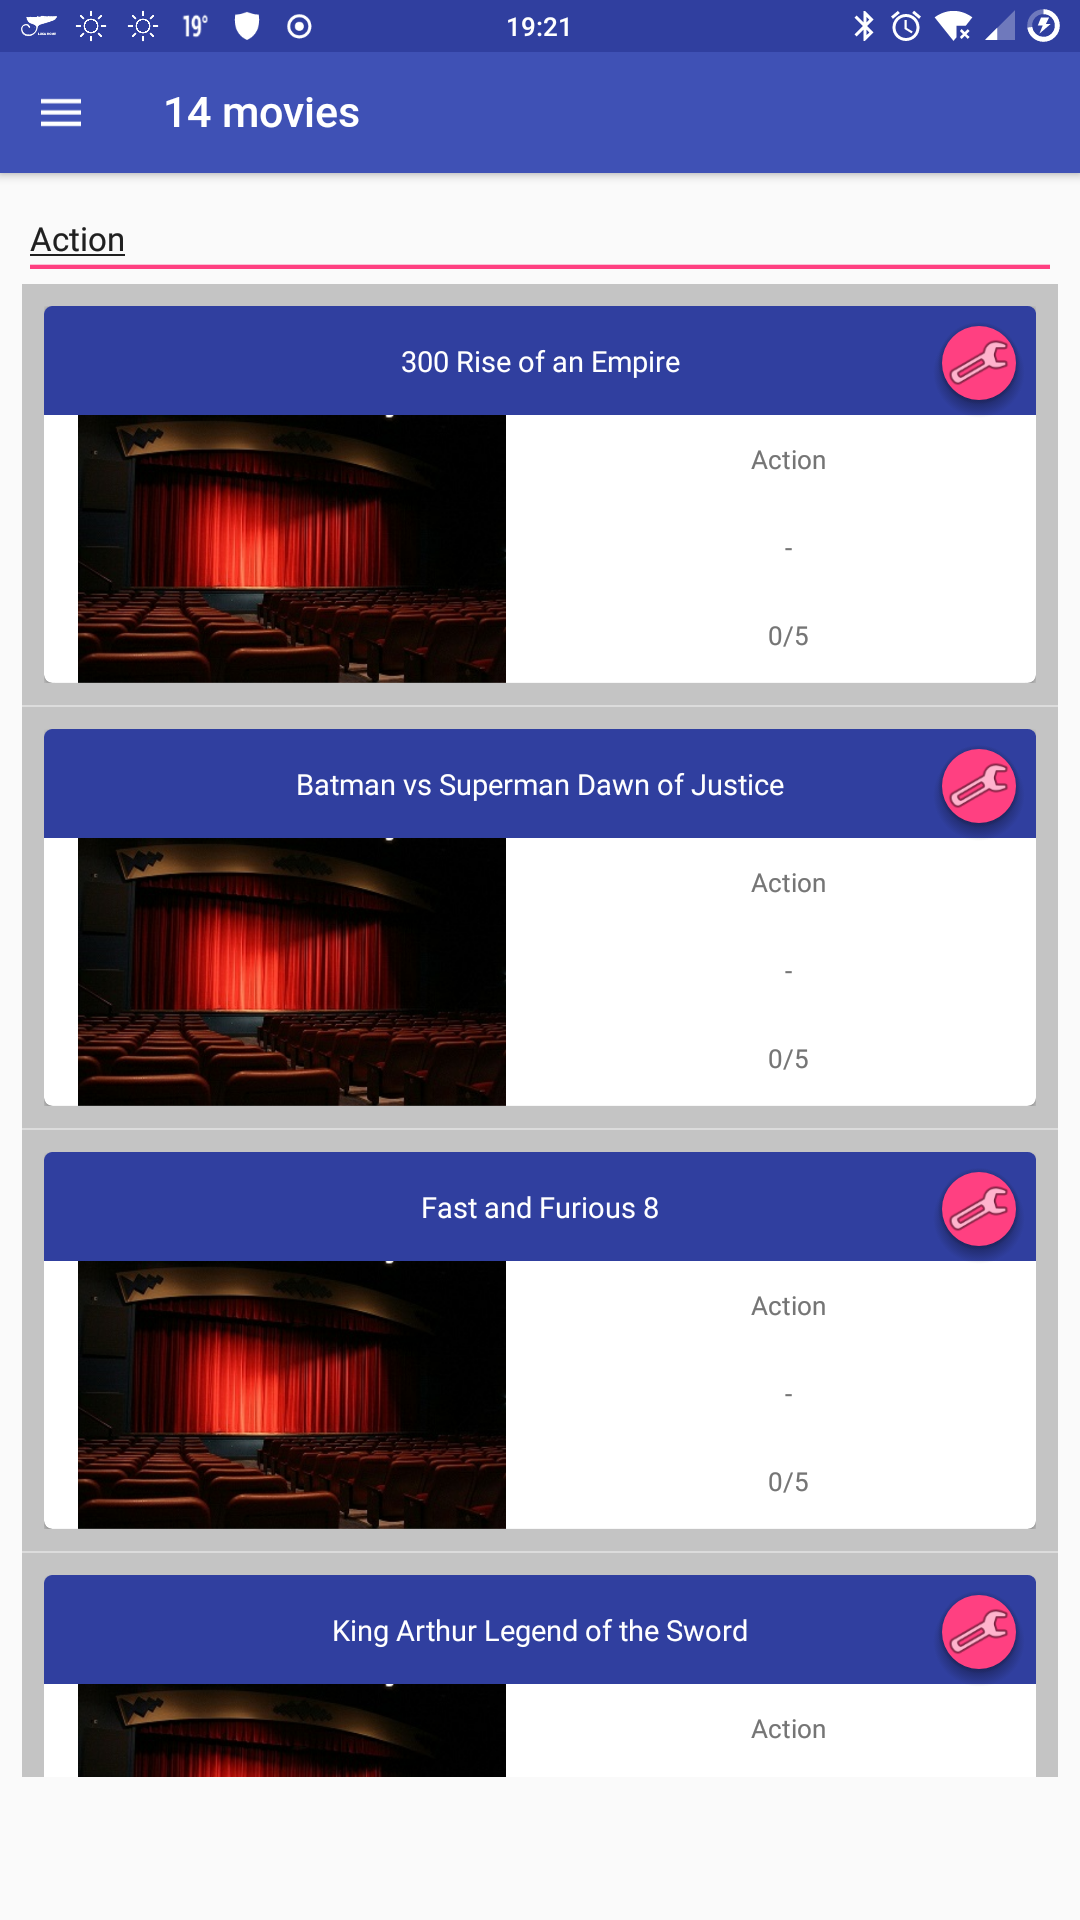 19°
19:21
14 movies
Action
300 Rise of an Empire
Action
-
0/5
Batman vs Superman Dawn of Justice
Action
-
0/5
Fast and Furious 8
Action
-
0/5
King Arthur Legend of the Sword
Action